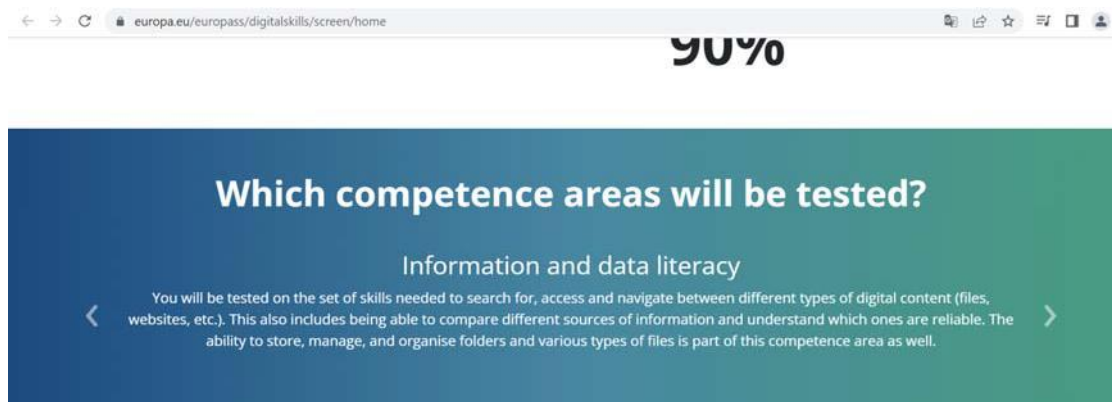 europa.eu/europass/digitalskills/screen/home
90%
Which competence areas will be tested?
Information and data literacy
You will be tested on the set of skills needed to search for, access and navigate between different types of digital content (files,
websites, etc.). This also includes being able to compare different sources of information and understand which ones are reliable. The
ability to store, manage, and organise folders and various types of files is part of this competence area as well.